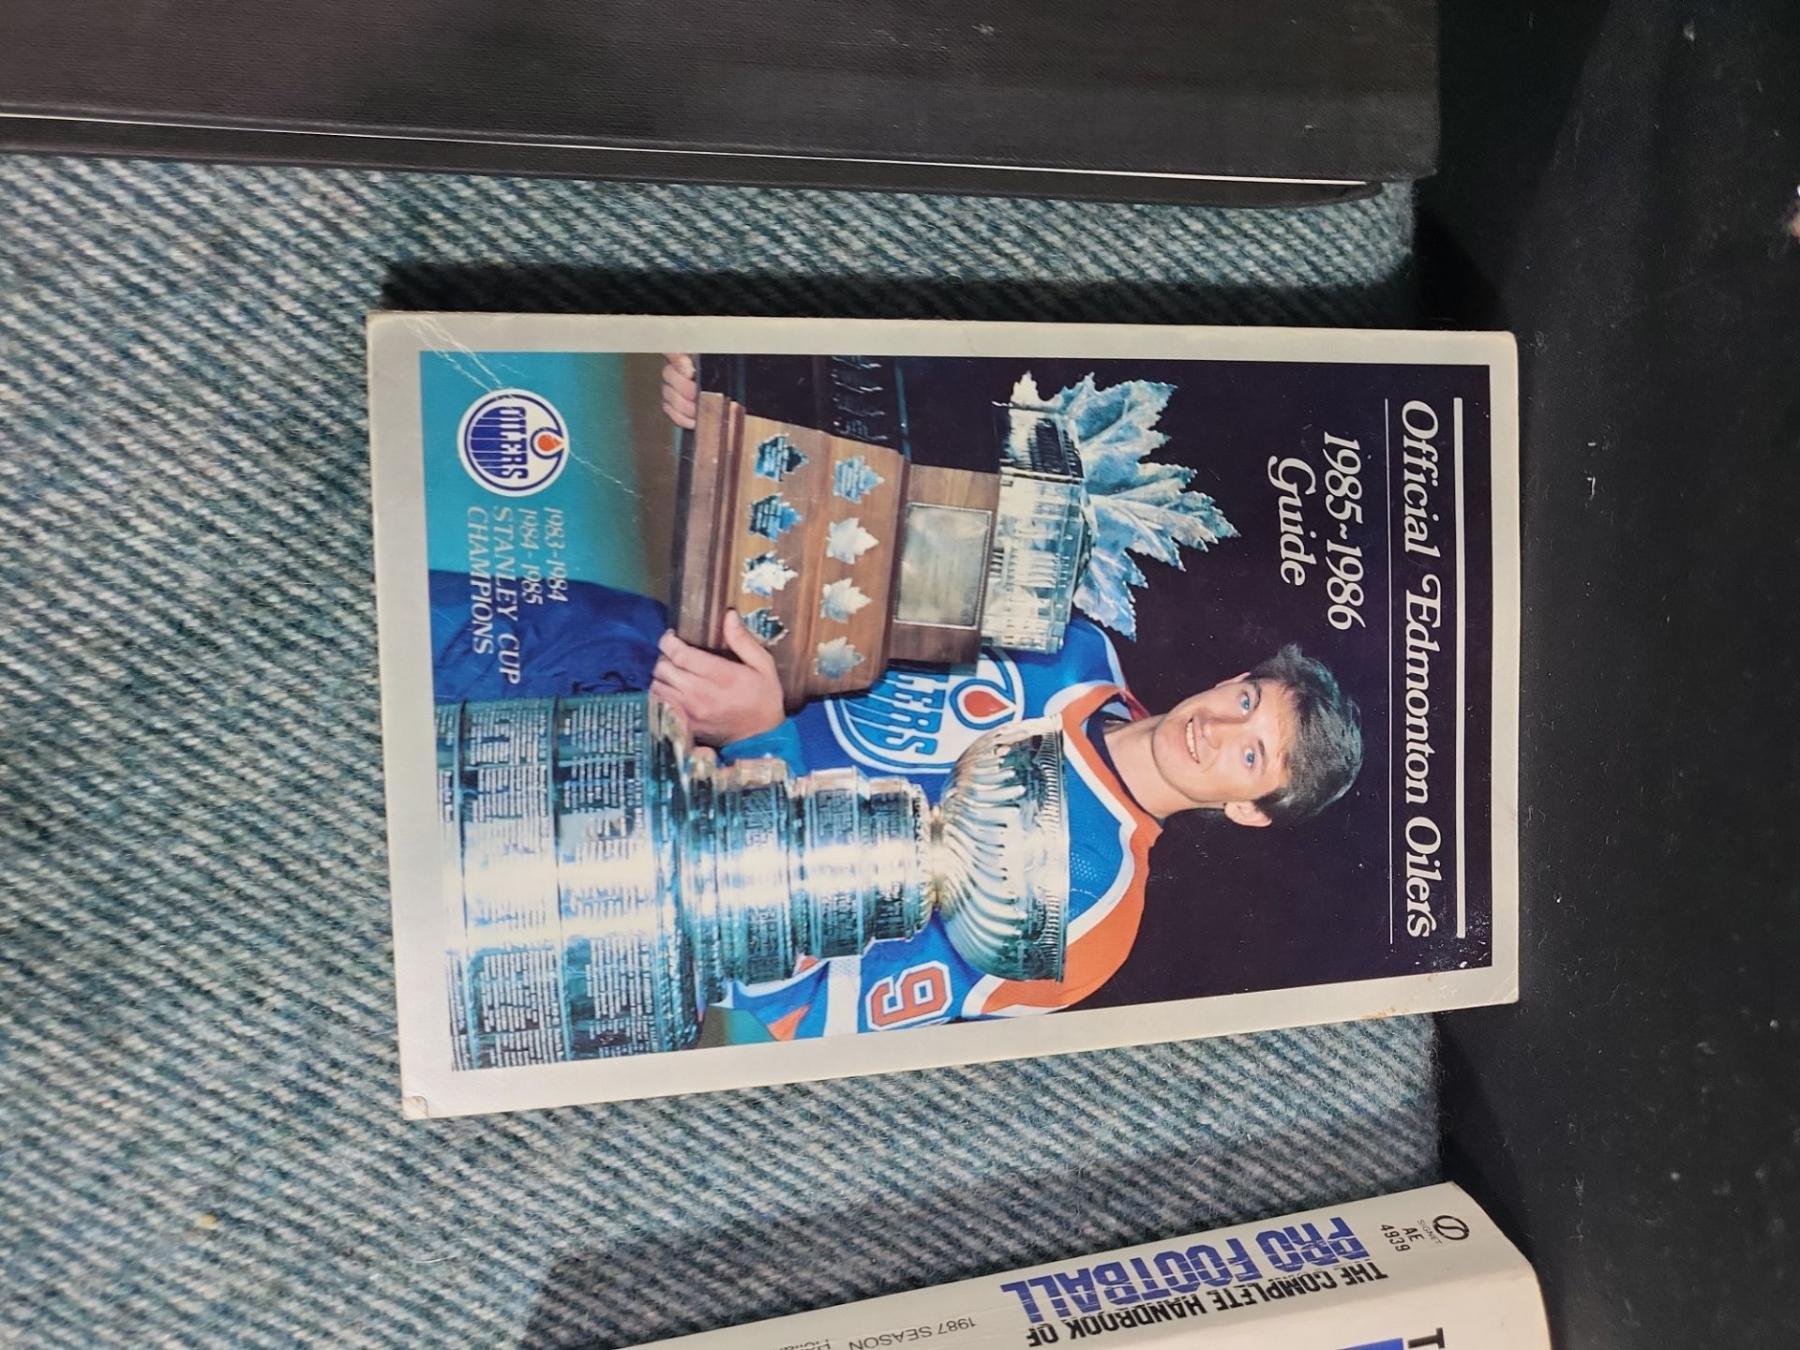 Official Edmonton Oilers
1985~1986
Guide
OILERS
9
OILERS
1983-1984
1984-1985
STANLEY CUP
CHAMPIONS
SIGNET
AE
4939
THE COMPLETE HANDBOOK OF
PRO FOOTBALL
1987 SEASON